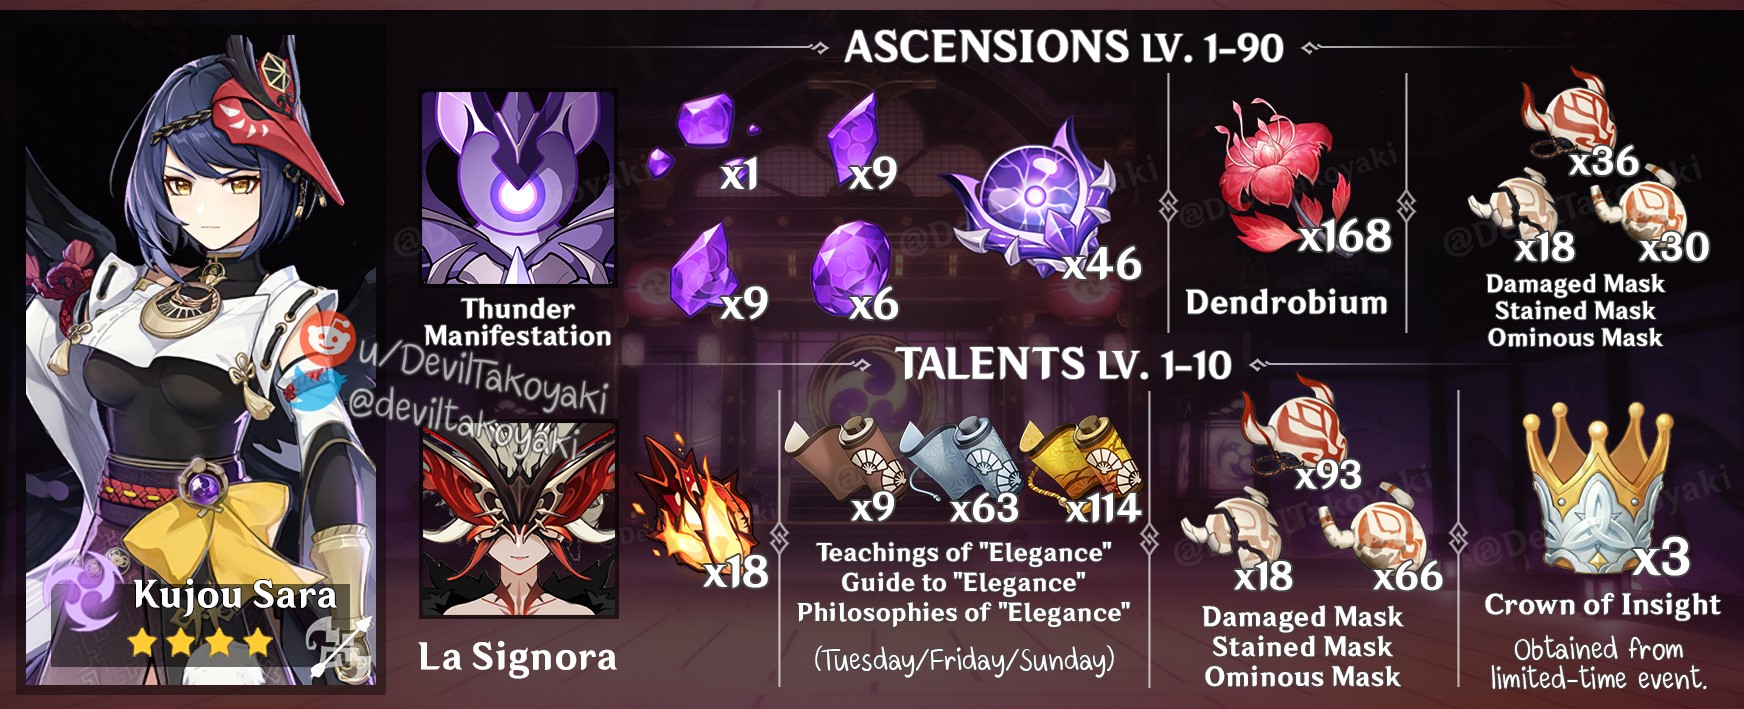 ASCENSIONS LV. 1-90
x1
x9
x9
x6
x46
Thunder
Manifestation
x168
Dendrobium
x36
x18
x30
Damaged Mask
Stained Mask
Ominous Mask
u/DevilTakoyaki
@deviltakoyaki
TALENTS LV. 1-10
La Signora
x18
x9
x63
x114
Teachings of "Elegance"
Guide to "Elegance"
Philosophies of "Elegance"
(Tuesday/Friday/Sunday)
x93
x18
x66
Damaged Mask
Stained Mask
Ominous Mask
x3
Crown of Insight
Obtained from
limited-time event.
Kujou Sara